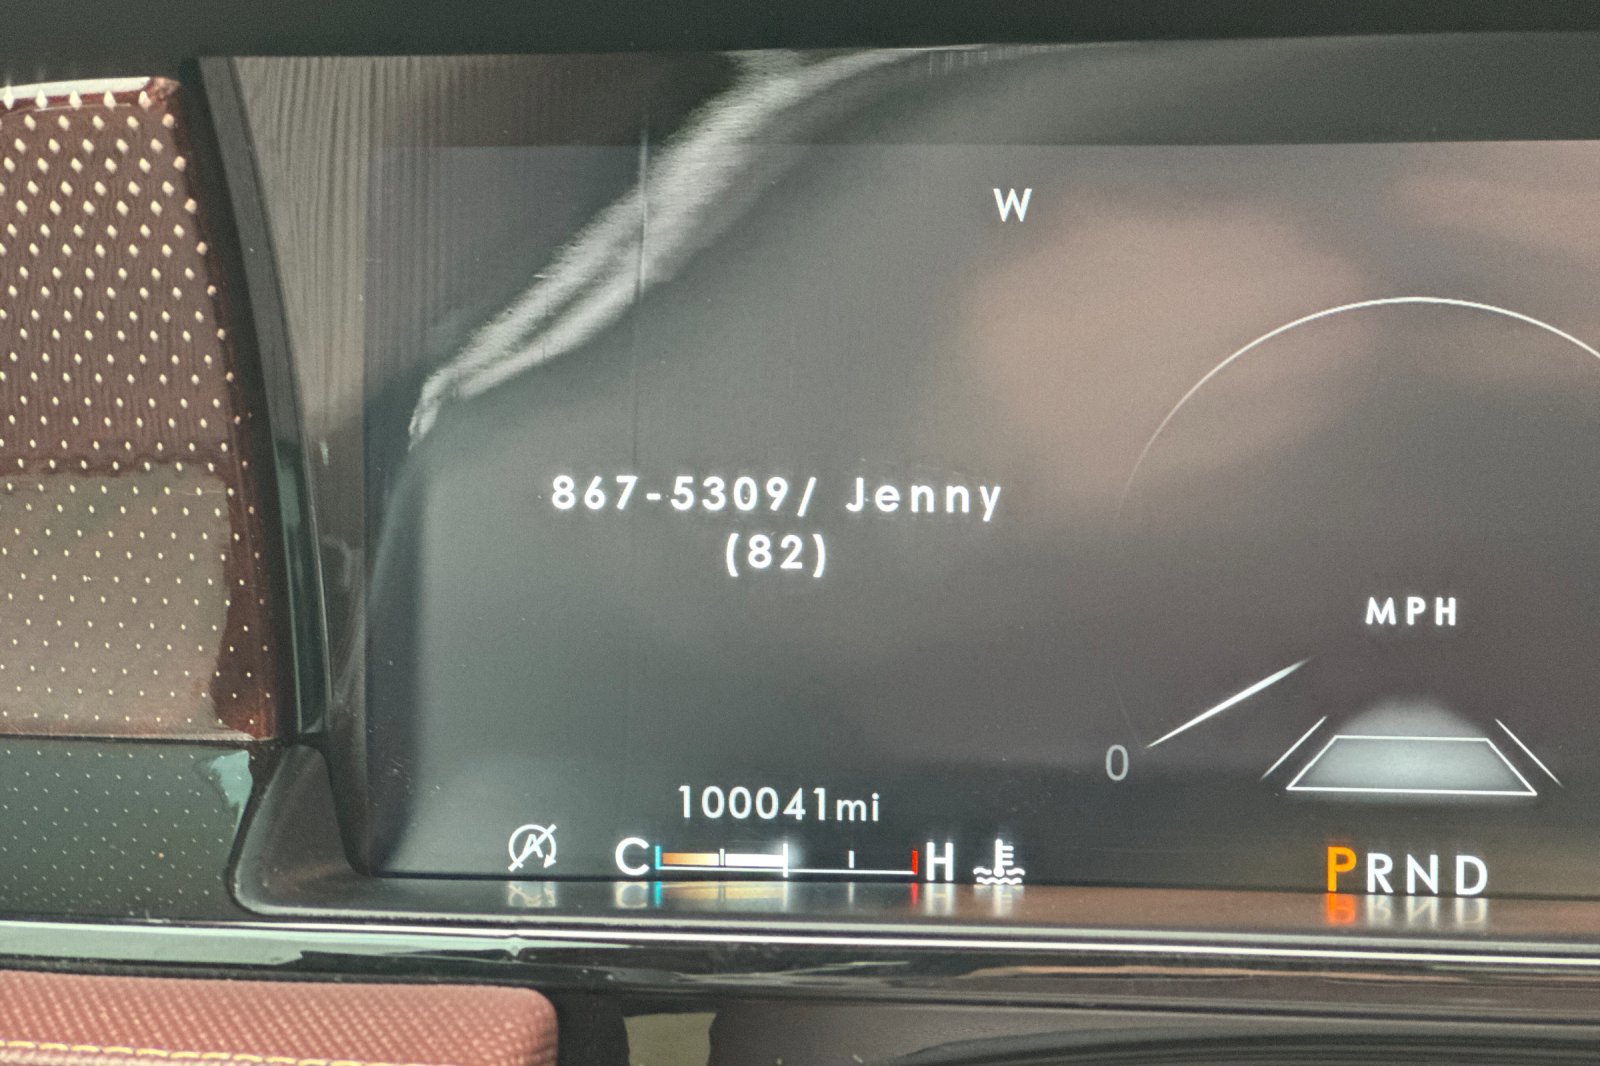 W
867-5309/ Jenny
(82)
MPH
0
100041mi
A
C H
PRND